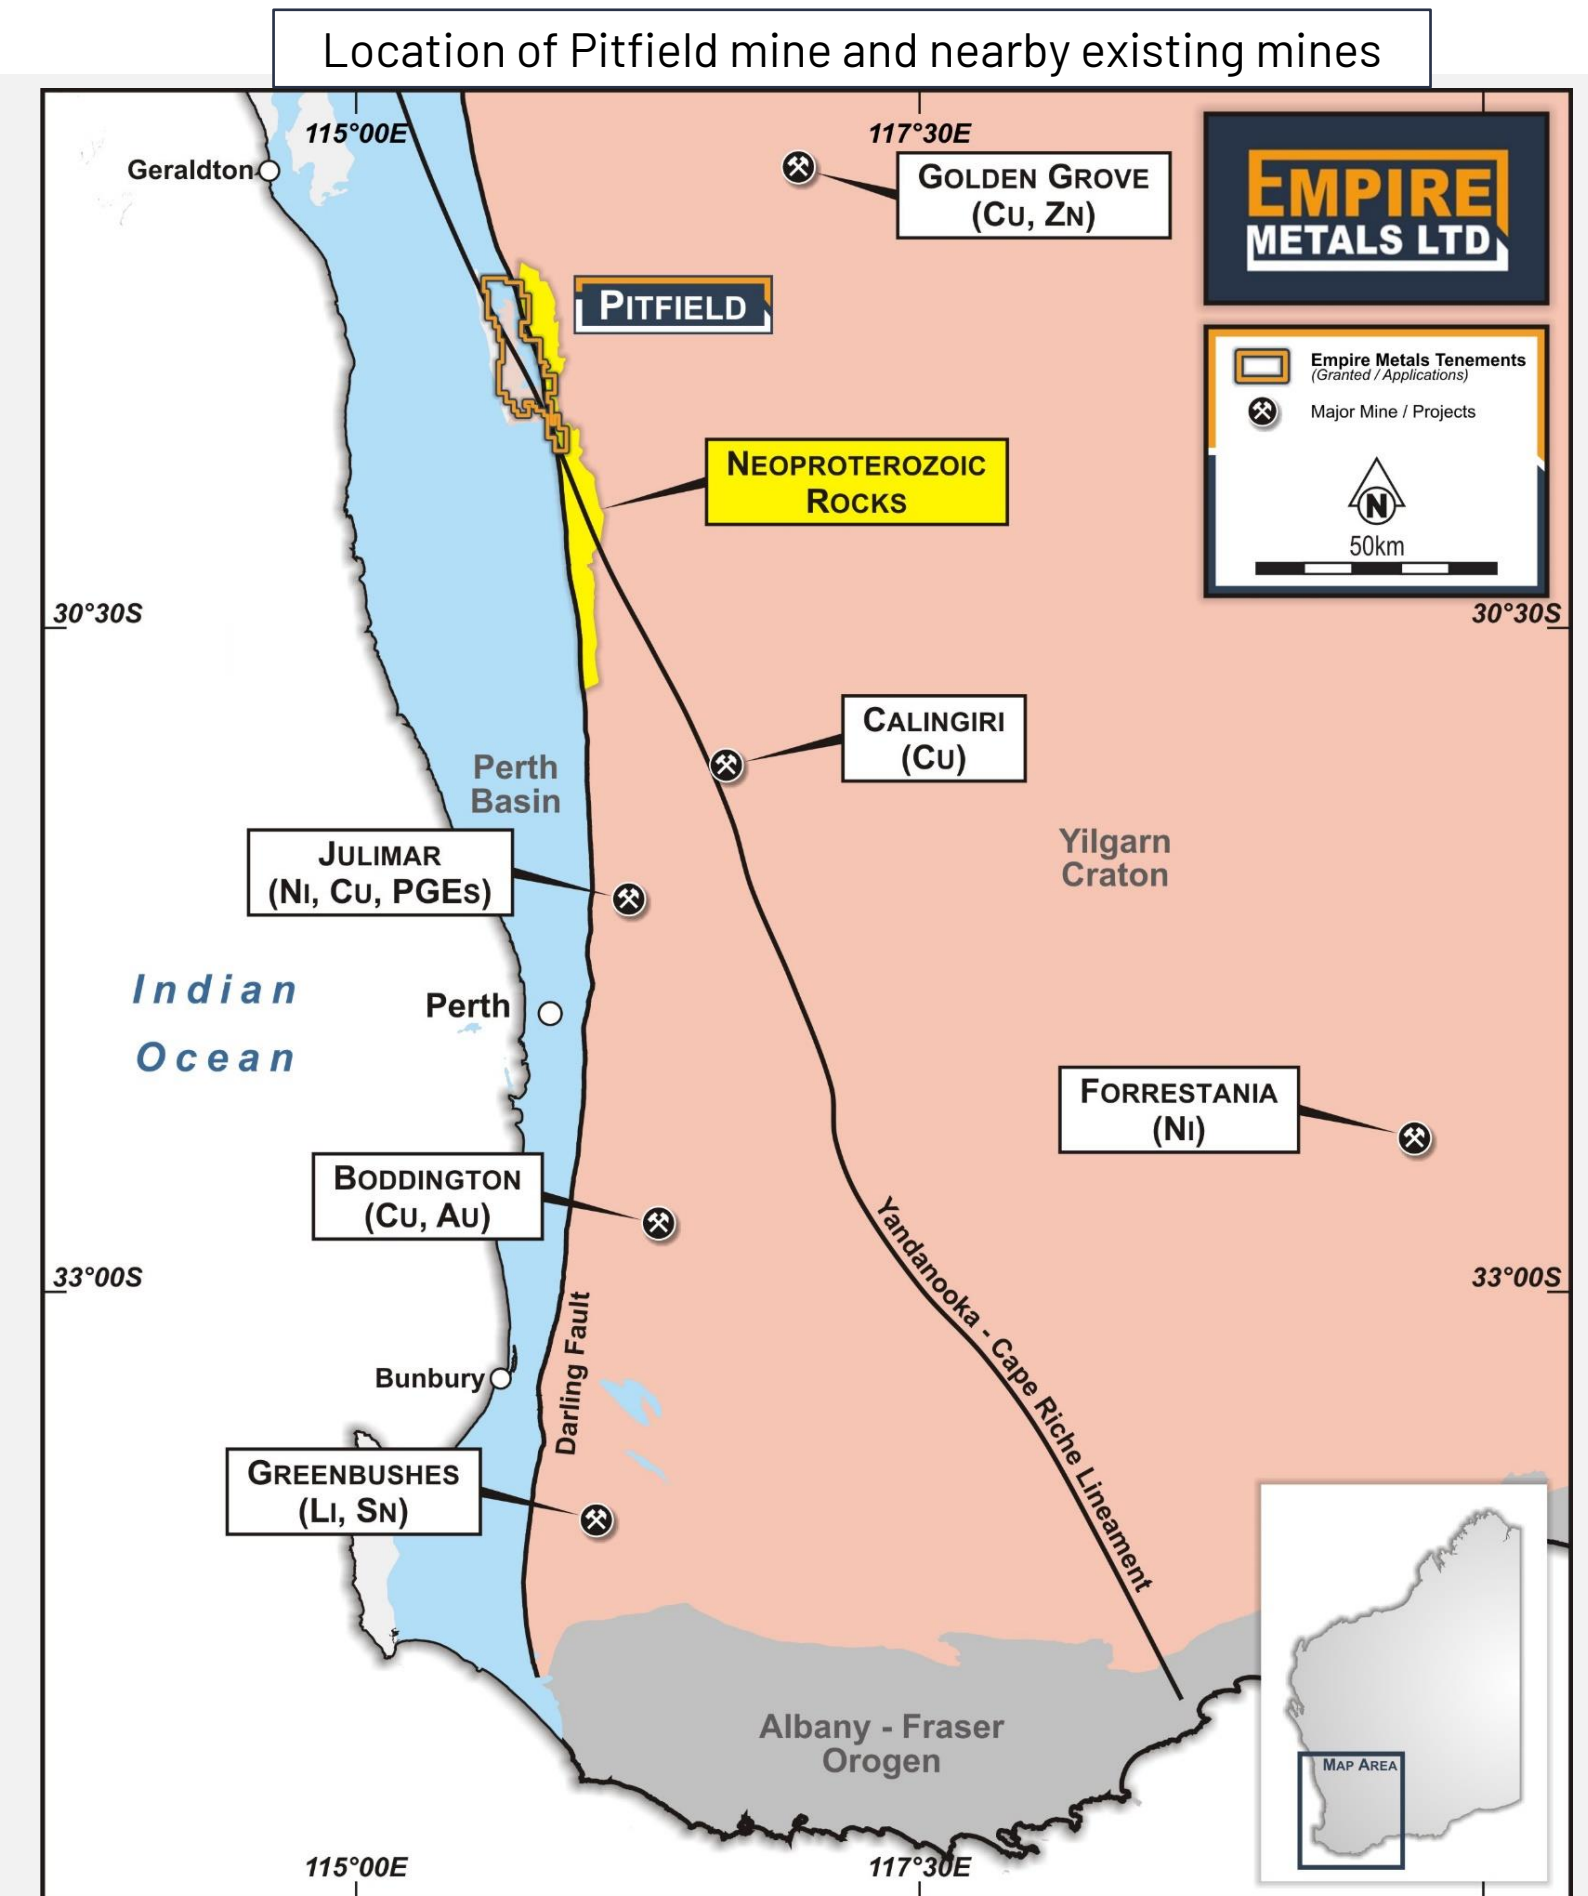 Location of Pitfield mine and nearby existing mines
115°00E
117°30E
Geraldton
GOLDEN GROVE
(CU, ZN)
EMPIRE
METALS LTD
PITFIELD
Empire Metals Tenements
(Granted / Applications)
Major Mine / Projects
N
50km
NEOPROTEROZOIC
ROCKS
30°30S
30°30S
CALINGIRI
(CU)
Perth
Basin
Yilgarn
Craton
JULIMAR
(NI, CU, PGES)
Indian
Ocean
Perth
FORRESTANIA
(NI)
BODDINGTON
(CU, AU)
Yandanooka - Cape Riche Lineament
33°00S
33°00S
Darling Fault
Bunbury
GREENBUSHES
(LI, SN)
Albany - Fraser
Orogen
MAP AREA
115°00E
117°30E